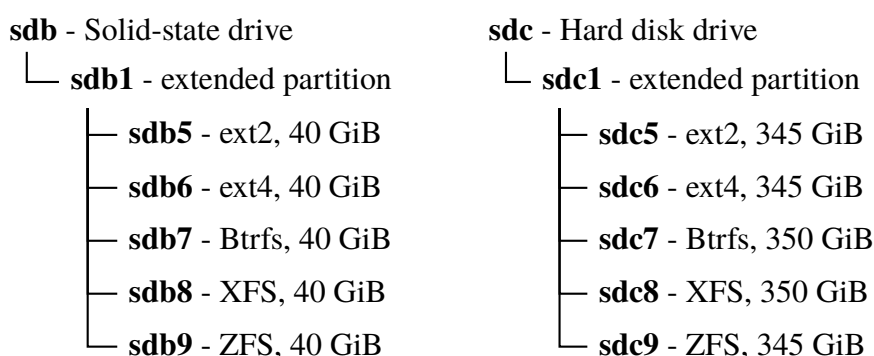 sdb - Solid-state drive
sdb1 - extended partition
sdb5 - ext2, 40 GiB
sdb6 - ext4, 40 GiB
sdb7 - Btrfs, 40 GiB
sdb8 - XFS, 40 GiB
sdb9 - ZFS, 40 GiB
sdc - Hard disk drive
sdc1 - extended partition
sdc5 - ext2, 345 GiB
sdc6 - ext4, 345 GiB
sdc7 - Btrfs, 350 GiB
sdc8 - XFS, 350 GiB
sdc9 - ZFS, 345 GiB